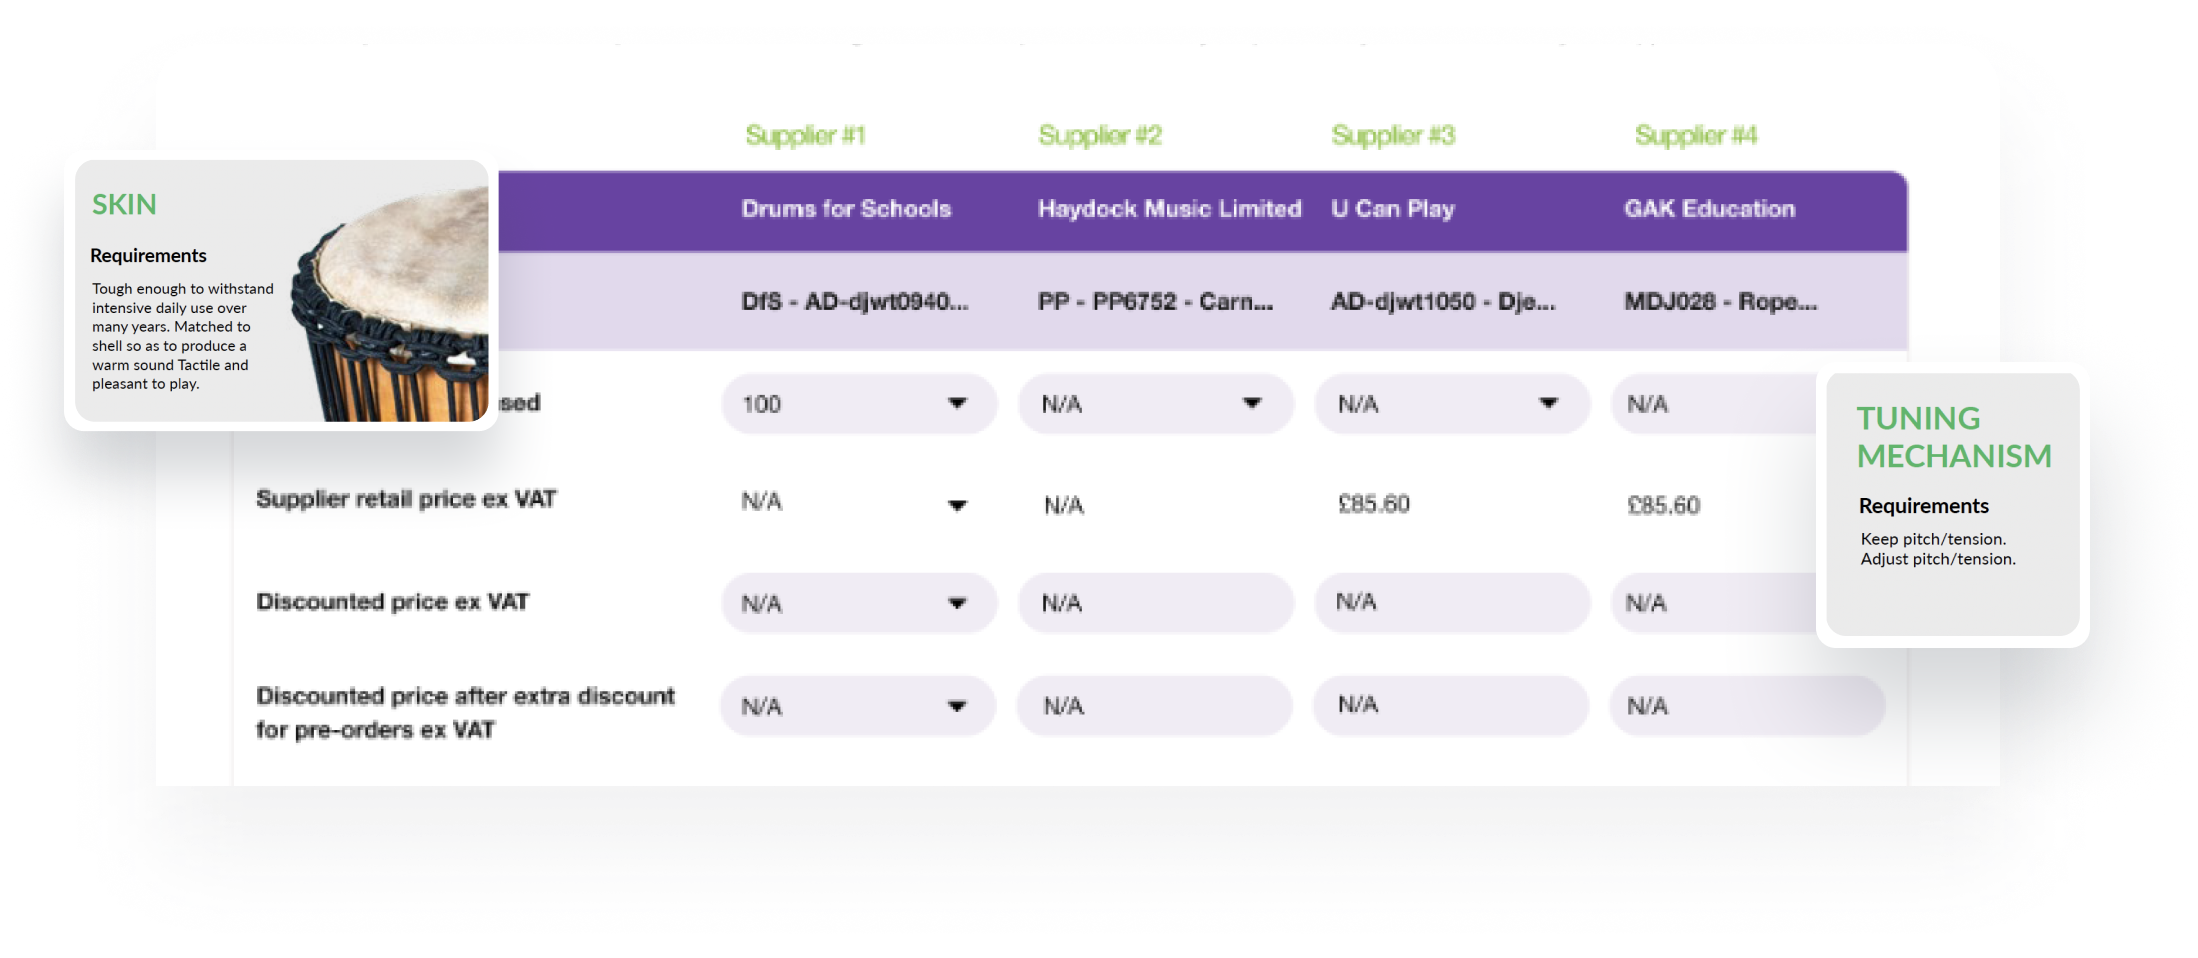 Supplier #1 Supplier #2 Supplier #3 Supplier #4
Drums for Schools Haydock Music Limited U Can Play GAK Education
DfS - AD-djwt0940... PP - PP6752 - Carn... AD-djwt1050 - Dje... MDJ028 - Rope...
SKIN
Requirements
Tough enough to withstand
intensive daily use over
many years. Matched to
shell so as to produce a
warm sound Tactile and
pleasant to play.
100 N/A N/A N/A
Supplier retail price ex VAT N/A N/A £85.60 £85.60
TUNING
MECHANISM
Requirements
Keep pitch/tension.
Adjust pitch/tension.
Discounted price ex VAT N/A N/A N/A N/A
Discounted price after extra discount
for pre-orders ex VAT N/A N/A N/A N/A